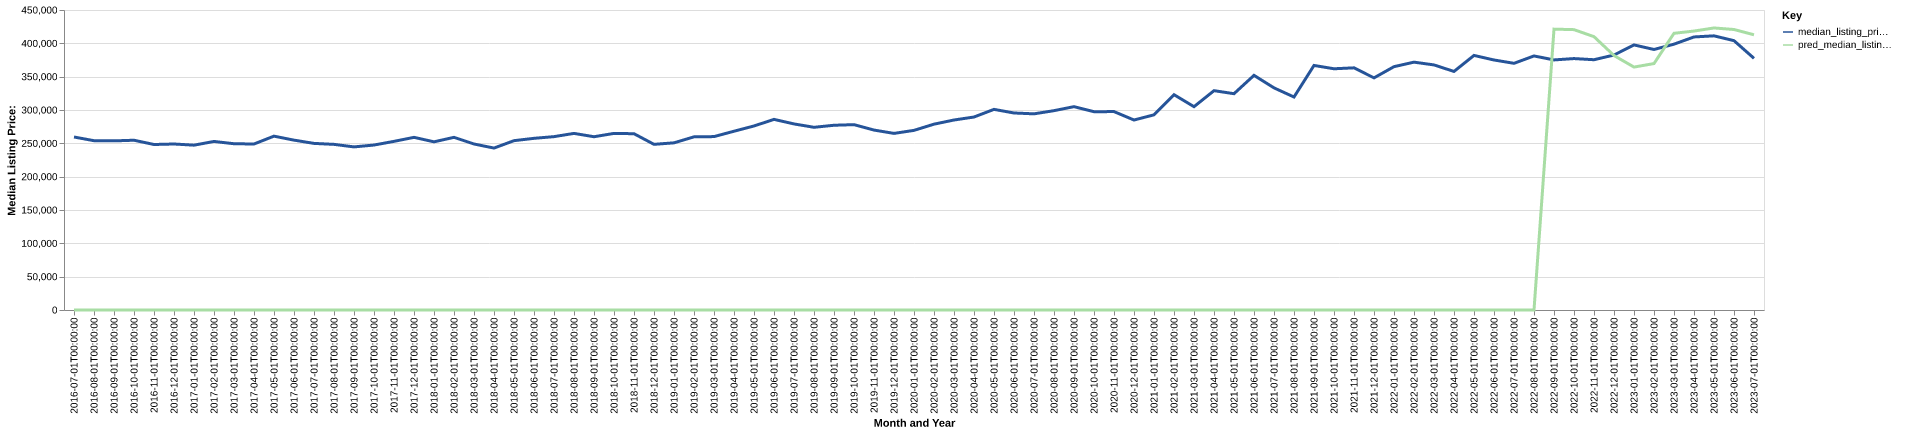 450,000
400,000
350,000
300,000
250,000
200,000
150,000
100,000
50,000
0
Median Listing Price:
2016-07-01T00:00:00
2016-08-01T00:00:00
2016-09-01T00:00:00
2016-10-01T00:00:00
2016-11-01T00:00:00
2016-12-01T00:00:00
2017-01-01T00:00:00
2017-02-01T00:00:00
2017-03-01T00:00:00
2017-04-01T00:00:00
2017-05-01T00:00:00
2017-06-01T00:00:00
2017-07-01T00:00:00
2017-08-01T00:00:00
2017-09-01T00:00:00
2017-10-01T00:00:00
2017-11-01T00:00:00
2017-12-01T00:00:00
2018-01-01T00:00:00
2018-02-01T00:00:00
2018-03-01T00:00:00
2018-04-01T00:00:00
2018-05-01T00:00:00
2018-06-01T00:00:00
2018-07-01T00:00:00
2018-08-01T00:00:00
2018-09-01T00:00:00
2018-10-01T00:00:00
2018-11-01T00:00:00
2018-12-01T00:00:00
2019-01-01T00:00:00
2019-02-01T00:00:00
2019-03-01T00:00:00
2019-04-01T00:00:00
2019-05-01T00:00:00
2019-06-01T00:00:00
2019-07-01T00:00:00
2019-08-01T00:00:00
2019-09-01T00:00:00
2019-10-01T00:00:00
2019-11-01T00:00:00
2019-12-01T00:00:00
2020-01-01T00:00:00
2020-02-01T00:00:00
2020-03-01T00:00:00
2020-04-01T00:00:00
2020-05-01T00:00:00
2020-06-01T00:00:00
2020-07-01T00:00:00
2020-08-01T00:00:00
2020-09-01T00:00:00
2020-10-01T00:00:00
2020-11-01T00:00:00
2020-12-01T00:00:00
2021-01-01T00:00:00
2021-02-01T00:00:00
2021-03-01T00:00:00
2021-04-01T00:00:00
2021-05-01T00:00:00
2021-06-01T00:00:00
2021-07-01T00:00:00
2021-08-01T00:00:00
2021-09-01T00:00:00
2021-10-01T00:00:00
2021-11-01T00:00:00
2021-12-01T00:00:00
2022-01-01T00:00:00
2022-02-01T00:00:00
2022-03-01T00:00:00
2022-04-01T00:00:00
2022-05-01T00:00:00
2022-06-01T00:00:00
2022-07-01T00:00:00
2022-08-01T00:00:00
2022-09-01T00:00:00
2022-10-01T00:00:00
2022-11-01T00:00:00
2022-12-01T00:00:00
2023-01-01T00:00:00
2023-02-01T00:00:00
2023-03-01T00:00:00
2023-04-01T00:00:00
2023-05-01T00:00:00
2023-06-01T00:00:00
2023-07-01T00:00:00
Month and Year
Key
median_listing_pri…
pred_median_listin…